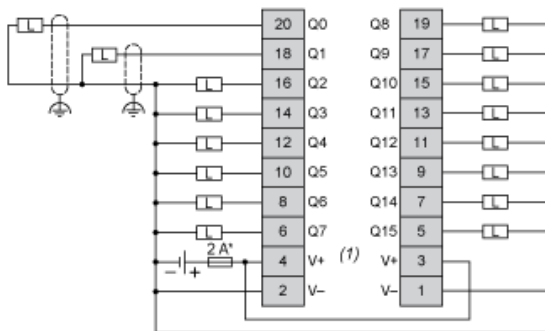 L 20 Q0 Q8 19 L
L 18 Q1 Q9 17 L
L 16 Q2 Q10 15 L
L 14 Q3 Q11 13 L
L 12 Q4 Q12 11 L
L 10 Q5 Q13 9 L
L 8 Q6 Q14 7 L
L 6 Q7 Q15 5 L
− + 2 A* 4 V+ (1) V+ 3
2 V− V− 1